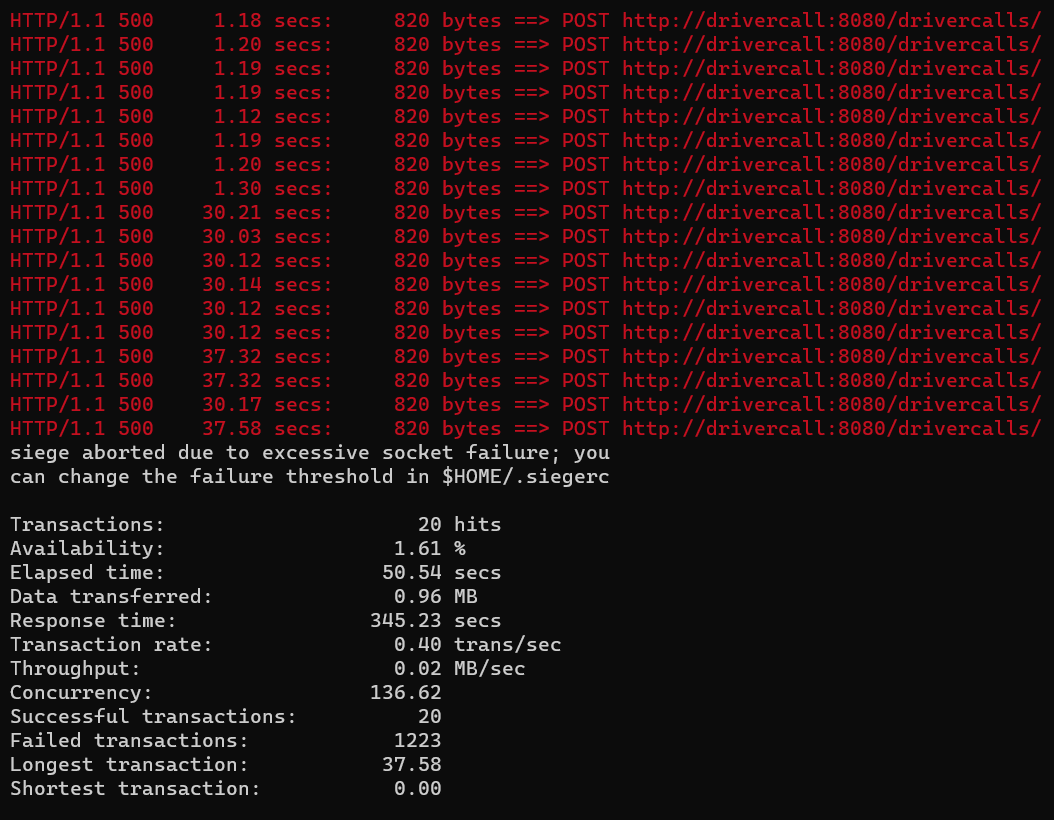 HTTP/1.1 500     1.18 secs:     820 bytes ==> POST http://drivercall:8080/drivercalls/
HTTP/1.1 500     1.20 secs:     820 bytes ==> POST http://drivercall:8080/drivercalls/
HTTP/1.1 500     1.19 secs:     820 bytes ==> POST http://drivercall:8080/drivercalls/
HTTP/1.1 500     1.19 secs:     820 bytes ==> POST http://drivercall:8080/drivercalls/
HTTP/1.1 500     1.12 secs:     820 bytes ==> POST http://drivercall:8080/drivercalls/
HTTP/1.1 500     1.19 secs:     820 bytes ==> POST http://drivercall:8080/drivercalls/
HTTP/1.1 500     1.20 secs:     820 bytes ==> POST http://drivercall:8080/drivercalls/
HTTP/1.1 500     1.30 secs:     820 bytes ==> POST http://drivercall:8080/drivercalls/
HTTP/1.1 500    30.21 secs:     820 bytes ==> POST http://drivercall:8080/drivercalls/
HTTP/1.1 500    30.03 secs:     820 bytes ==> POST http://drivercall:8080/drivercalls/
HTTP/1.1 500    30.12 secs:     820 bytes ==> POST http://drivercall:8080/drivercalls/
HTTP/1.1 500    30.14 secs:     820 bytes ==> POST http://drivercall:8080/drivercalls/
HTTP/1.1 500    30.12 secs:     820 bytes ==> POST http://drivercall:8080/drivercalls/
HTTP/1.1 500    30.12 secs:     820 bytes ==> POST http://drivercall:8080/drivercalls/
HTTP/1.1 500    37.32 secs:     820 bytes ==> POST http://drivercall:8080/drivercalls/
HTTP/1.1 500    37.32 secs:     820 bytes ==> POST http://drivercall:8080/drivercalls/
HTTP/1.1 500    30.17 secs:     820 bytes ==> POST http://drivercall:8080/drivercalls/
HTTP/1.1 500    37.58 secs:     820 bytes ==> POST http://drivercall:8080/drivercalls/
siege aborted due to excessive socket failure; you
can change the failure threshold in $HOME/.siegerc

Transactions:                     20 hits
Availability:                   1.61 %
Elapsed time:                  50.54 secs
Data transferred:               0.96 MB
Response time:                345.23 secs
Transaction rate:               0.40 trans/sec
Throughput:                     0.02 MB/sec
Concurrency:                  136.62
Successful transactions:          20
Failed transactions:            1223
Longest transaction:           37.58
Shortest transaction:           0.00